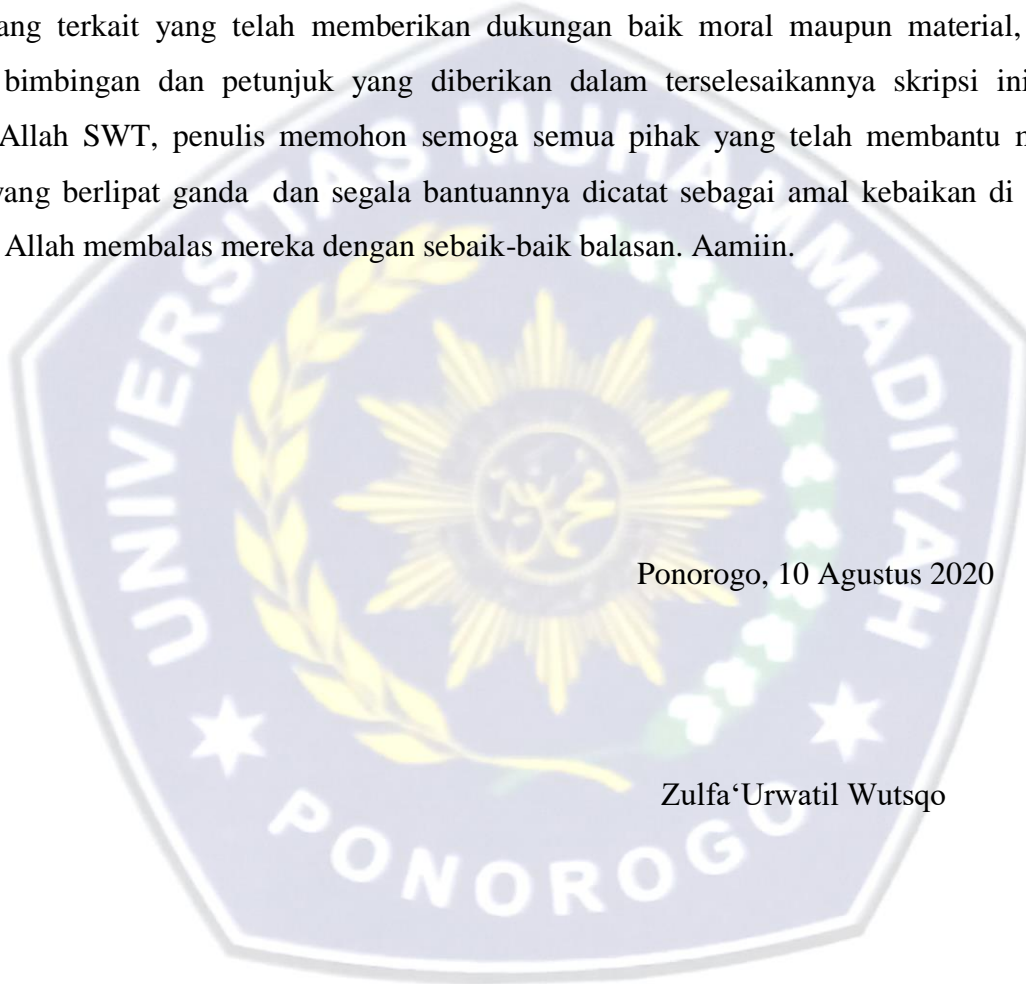 ang terkait yang telah memberikan dukungan baik moral maupun material,
bimbingan dan petunjuk yang diberikan dalam terselesaikannya skripsi ini
Allah SWT, penulis memohon semoga semua pihak yang telah membantu
yang berlipat ganda dan segala bantuannya dicatat sebagai amal kebaikan di
Allah membalas mereka dengan sebaik-baik balasan. Aamiin.
UNIVERSITAS MUHAMMADIYAH
محمد
Ponorogo, 10 Agustus 2020
Zulfa‘Urwatil Wutsqo
PONOROGO